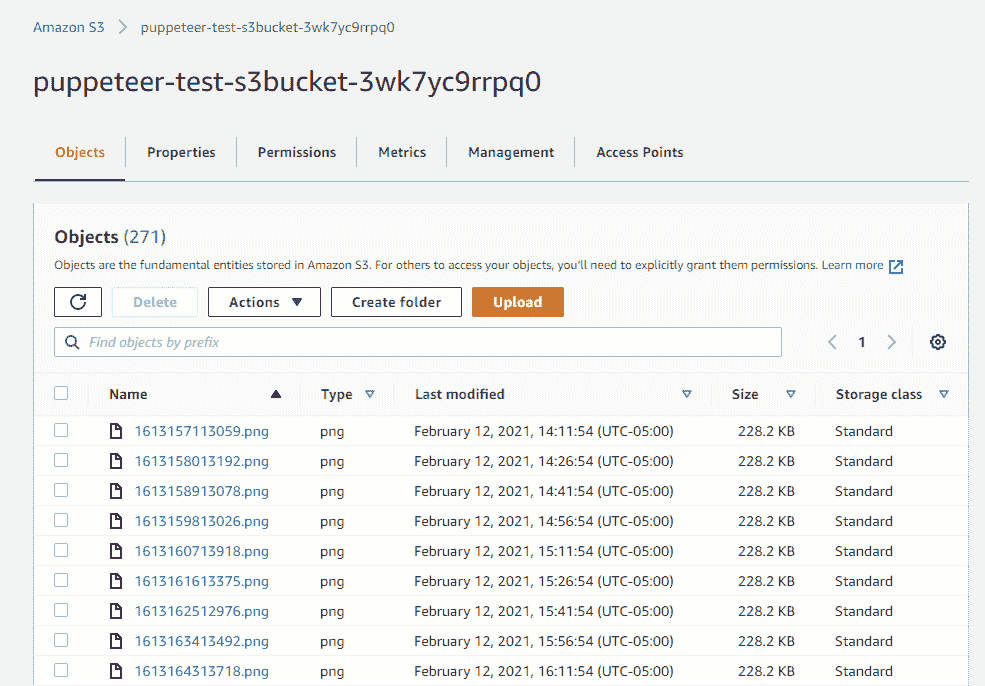 Amazon S3 > puppeteer-test-s3bucket-3wk7yc9rrpq0
puppeteer-test-s3bucket-3wk7yc9rrpq0
Objects Properties Permissions Metrics Management Access Points
Objects (271)
Objects are the fundamental entities stored in Amazon S3. For others to access your objects, you'll need to explicitly grant them permissions. Learn more
Delete Actions Create folder Upload
Find objects by prefix 1
Name Type Last modified Size Storage class
1613157113059.png png February 12, 2021, 14:11:54 (UTC-05:00) 228.2 KB Standard
1613158013192.png png February 12, 2021, 14:26:54 (UTC-05:00) 228.2 KB Standard
1613158913078.png png February 12, 2021, 14:41:54 (UTC-05:00) 228.2 KB Standard
1613159813026.png png February 12, 2021, 14:56:54 (UTC-05:00) 228.2 KB Standard
1613160713918.png png February 12, 2021, 15:11:54 (UTC-05:00) 228.2 KB Standard
1613161613375.png png February 12, 2021, 15:26:54 (UTC-05:00) 228.2 KB Standard
1613162512976.png png February 12, 2021, 15:41:54 (UTC-05:00) 228.2 KB Standard
1613163413492.png png February 12, 2021, 15:56:54 (UTC-05:00) 228.2 KB Standard
1613164313718.png png February 12, 2021, 16:11:54 (UTC-05:00) 228.2 KB Standard